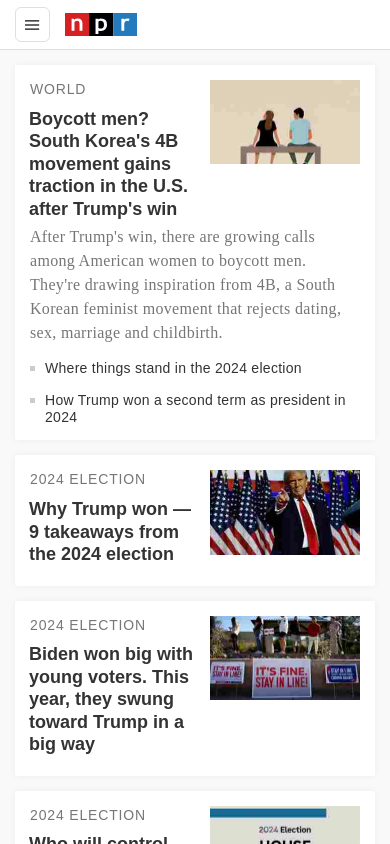 npr
WORLD
Boycott men?
South Korea's 4B
movement gains
traction in the U.S.
after Trump's win
After Trump's win, there are growing calls
among American women to boycott men.
They're drawing inspiration from 4B, a South
Korean feminist movement that rejects dating,
sex, marriage and childbirth.
Where things stand in the 2024 election
How Trump won a second term as president in
2024
2024 ELECTION
Why Trump won —
9 takeaways from
the 2024 election
2024 ELECTION
Biden won big with
young voters. This
year, they swung
toward Trump in a
big way
IT'S FINE.
STAY IN LINE!
IT'S FINE.
STAY IN LINE!
STAY IN LINE!
2024 ELECTION
Who will control
2024 Election
HOUSE